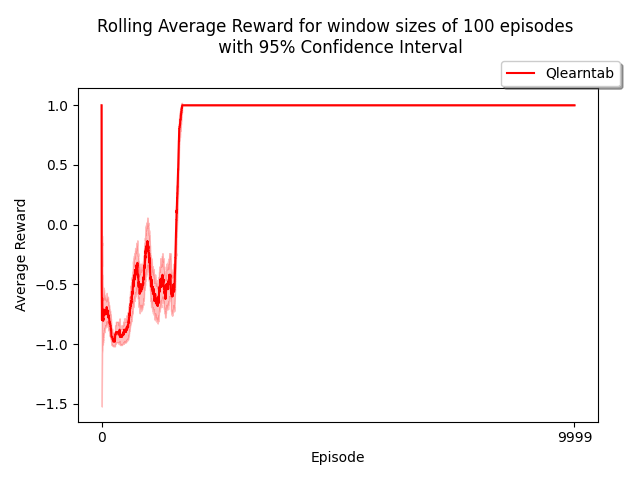 Rolling Average Reward for window sizes of 100 episodes
with 95% Confidence Interval
Qlearntab
1.0
0.5
0.0
−0.5
−1.0
−1.5
Average Reward
0
9999
Episode